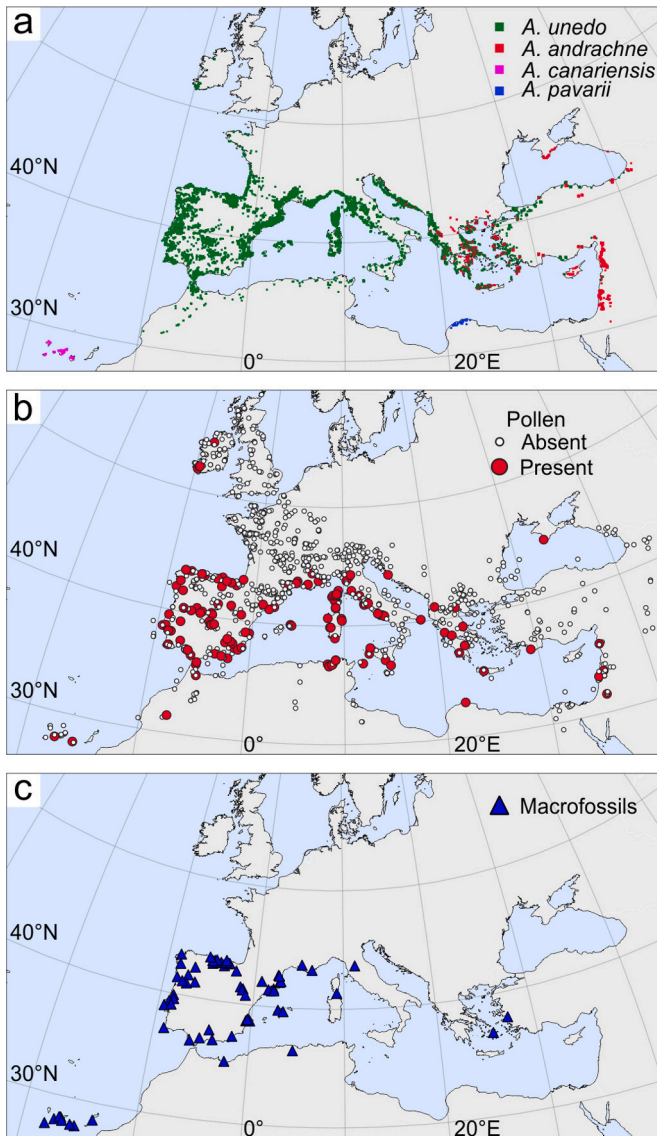 a
A. unedo
A. andrachne
A. canariensis
A. pavarii
40°N
30°N
0°
20°E
b
Pollen
Absent
Present
40°N
30°N
0°
20°E
c
Macrofossils
40°N
30°N
0°
20°E